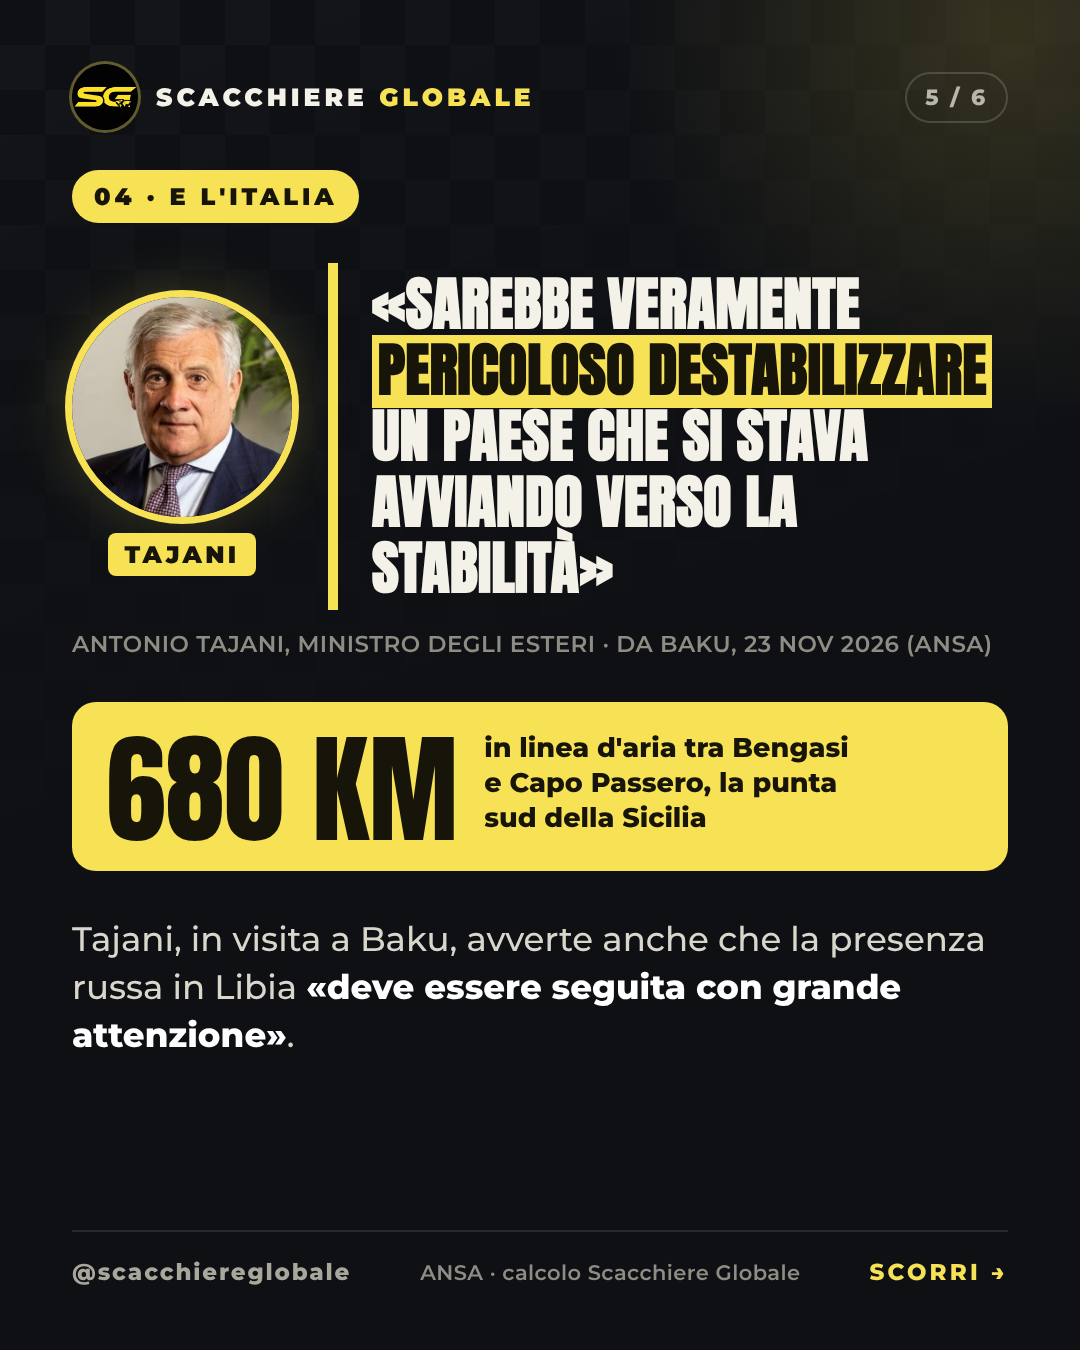 SG
SCACCHIERE GLOBALE
5 / 6
04 · E L'ITALIA
«SAREBBE VERAMENTE
PERICOLOSO DESTABILIZZARE
UN PAESE CHE SI STAVA
AVVIANDO VERSO LA
STABILITÀ»
TAJANI
ANTONIO TAJANI, MINISTRO DEGLI ESTERI · DA BAKU, 23 NOV 2026 (ANSA)
680 KM
in linea d'aria tra Bengasi
e Capo Passero, la punta
sud della Sicilia
Tajani, in visita a Baku, avverte anche che la presenza
russa in Libia «deve essere seguita con grande
attenzione».
@scacchiereglobale
ANSA · calcolo Scacchiere Globale
SCORRI →